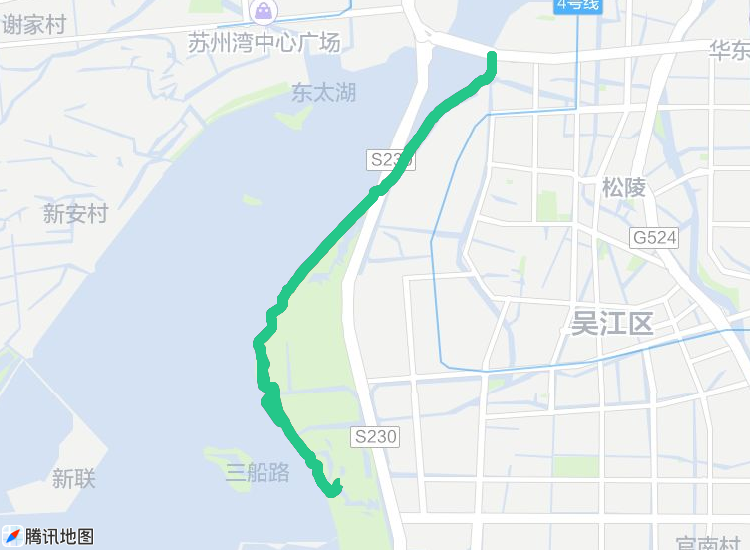 4号线
谢家村
苏州湾中心广场
华东
东太湖
S230
松陵
新安村
G524
吴江区
S230
三船路
新联
腾讯地图
官南村